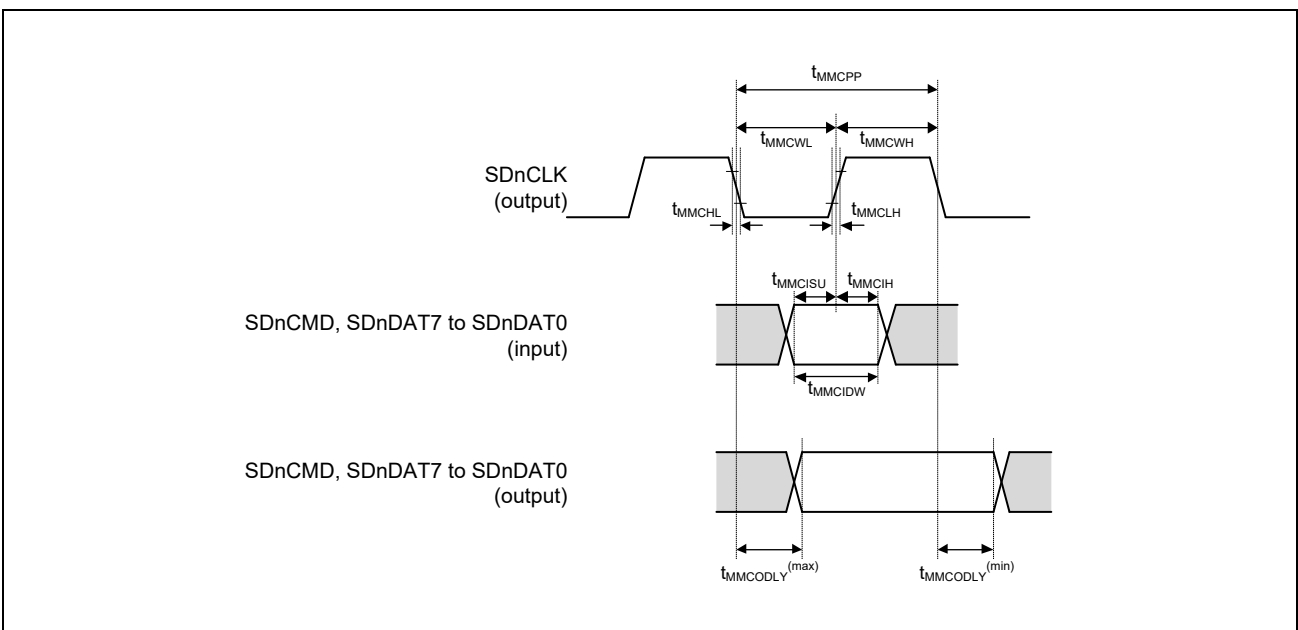 tMMCPP
tMMCWL
tMMCWH
SDnCLK
(output)
tMMCHL
tMMCLH
tMMCISU
tMMCIH
SDnCMD, SDnDAT7 to SDnDAT0
(input)
tMMCIDW
SDnCMD, SDnDAT7 to SDnDAT0
(output)
tMMCODLY(max)
tMMCODLY(min)